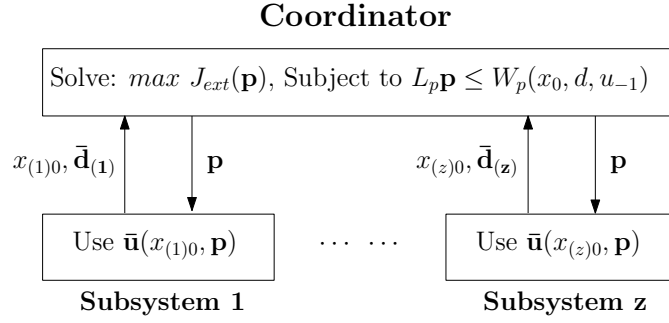 Coordinator
Solve: max J_ext(𝐩), Subject to L_p𝐩 ≤ W_p(x_0, d, u_{-1})
x_{(1)0}, 𝐝̄_{(𝟏)} 𝐩 x_{(z)0}, 𝐝̄_{(𝐳)} 𝐩
Use 𝐮̄(x_{(1)0}, 𝐩) ... ... Use 𝐮̄(x_{(z)0}, 𝐩)
Subsystem 1 Subsystem z